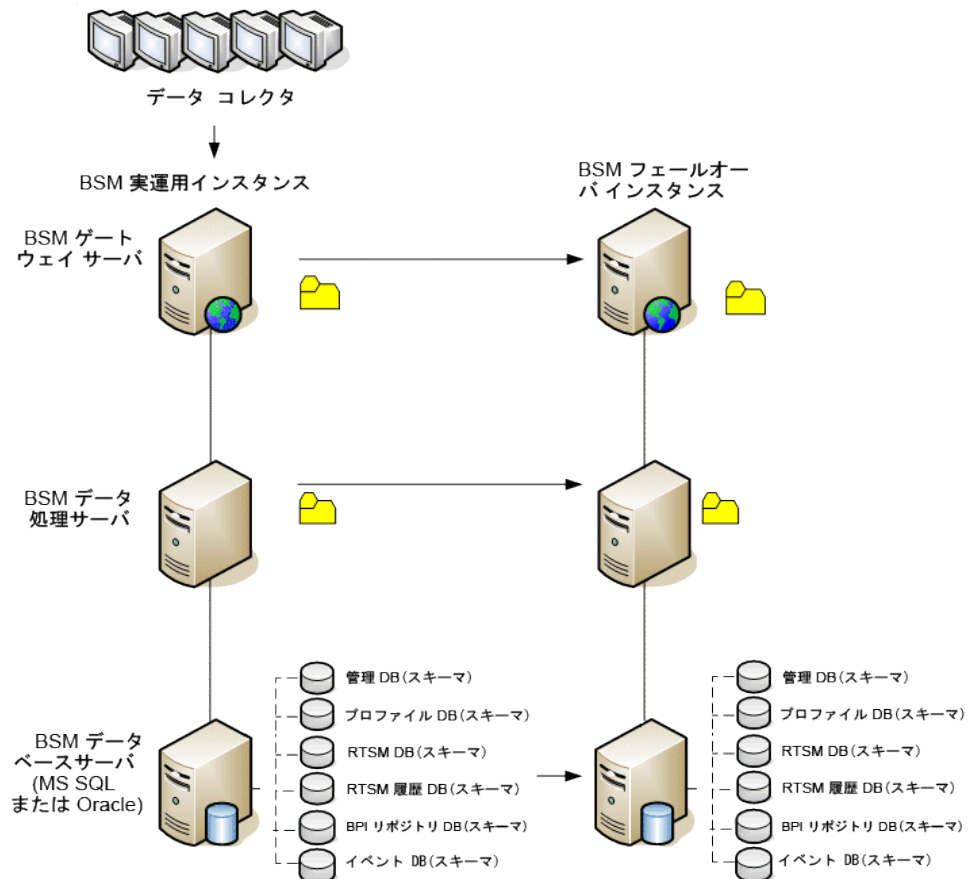 データ コレクタ
BSM 実運用インスタンス
BSM フェールオー
バ インスタンス
BSM ゲート
ウェイ サーバ
BSM データ
処理サーバ
BSM データ
ベースサーバ
(MS SQL
または Oracle)
管理 DB(スキーマ)
プロファイル DB(スキーマ)
RTSM DB(スキーマ)
RTSM 履歴 DB(スキーマ)
BPI リポジトリ DB(スキーマ)
イベント DB(スキーマ)
管理 DB(スキーマ)
プロファイル DB(スキーマ)
RTSM DB(スキーマ)
RTSM 履歴 DB(スキーマ)
BPI リポジトリ DB(スキーマ)
イベント DB(スキーマ)